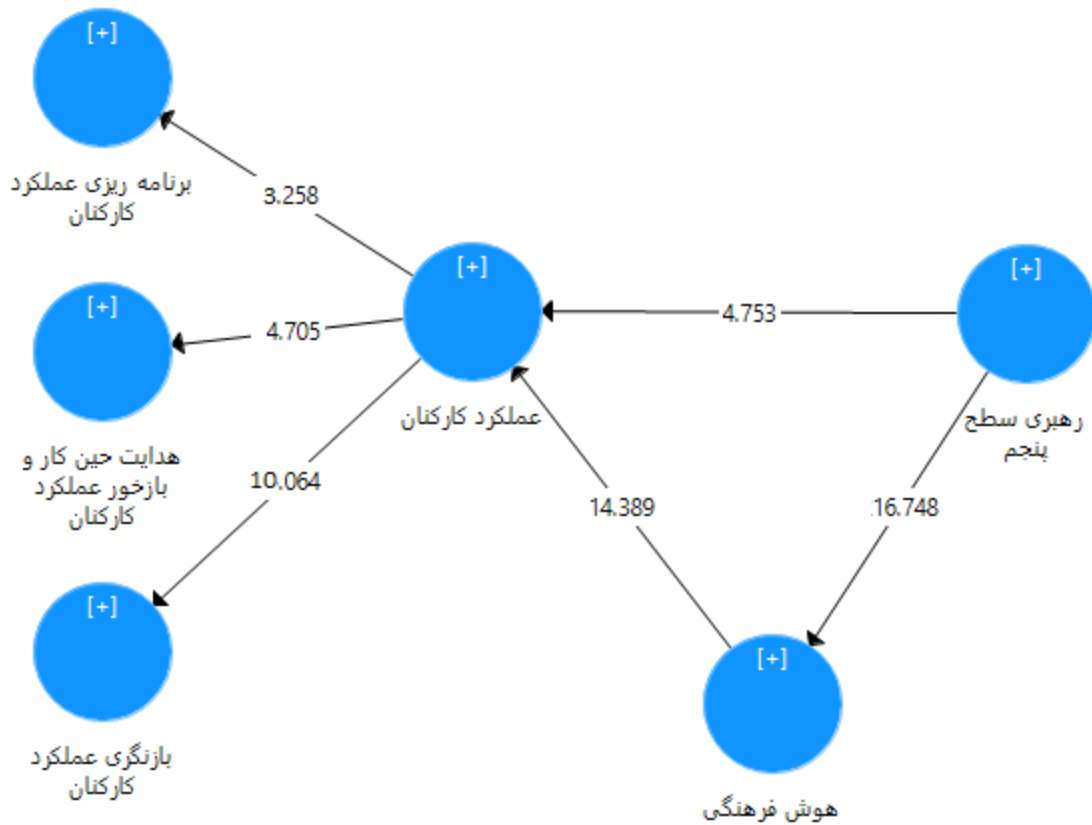 [+]
برنامه ریزی عملکرد
کارکنان
3.258
[+]
[+]
[+]
4.705
4.753
هدایت حین کار و
بازخور عملکرد
کارکنان
عملکرد کارکنان
رهبری سطح
پنجم
10.064
14.389
16.748
[+]
بازنگری عملکرد
کارکنان
[+]
هوش فرهنگی